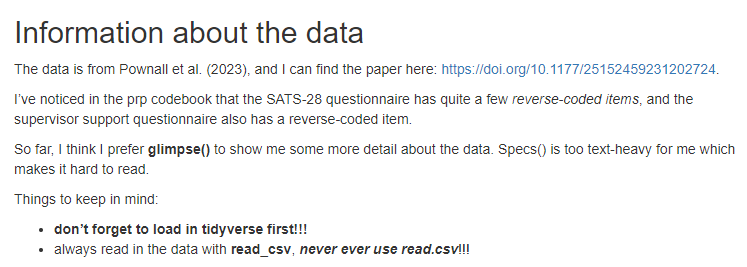 Information about the data
The data is from Pownall et al. (2023), and I can find the paper here: https://doi.org/10.1177/25152459231202724.
I've noticed in the prp codebook that the SATS-28 questionnaire has quite a few reverse-coded items, and the
supervisor support questionnaire also has a reverse-coded item.
So far, I think I prefer glimpse() to show me some more detail about the data. Specs() is too text-heavy for me which
makes it hard to read.
Things to keep in mind:
• don't forget to load in tidyverse first!!!
• always read in the data with read_csv, never ever use read.csv!!!